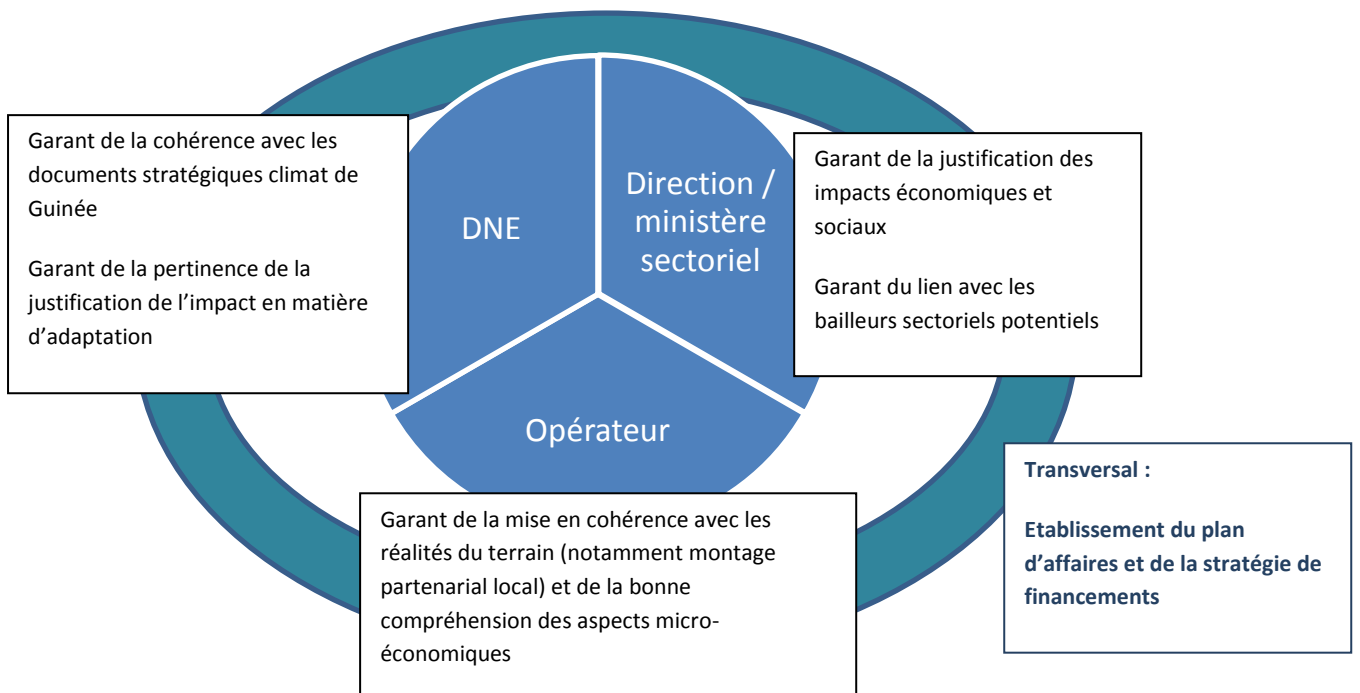 Garant de la cohérence avec les
documents stratégiques climat de
Guinée
Garant de la pertinence de la
justification de l’impact en matière
d’adaptation
DNE
Direction /
ministère
sectoriel
Garant de la justification des
impacts économiques et
sociaux
Garant du lien avec les
bailleurs sectoriels potentiels
Opérateur
Garant de la mise en cohérence avec les
réalités du terrain (notamment montage
partenarial local) et de la bonne
compréhension des aspects micro-
économiques
Transversal :
Etablissement du plan
d’affaires et de la stratégie de
financements